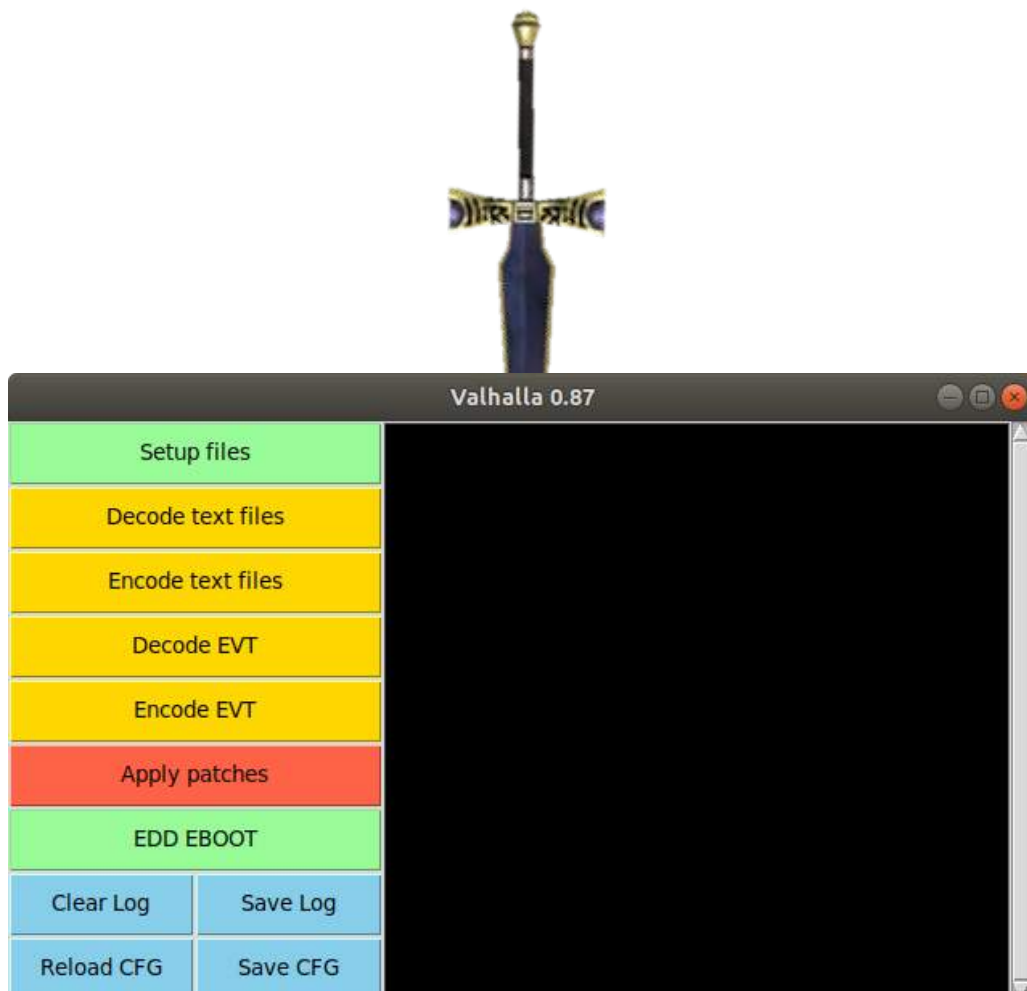 Valhalla 0.87
Setup files
Decode text files
Encode text files
Decode EVT
Encode EVT
Apply patches
EDD EBOOT
Clear Log Save Log
Reload CFG Save CFG